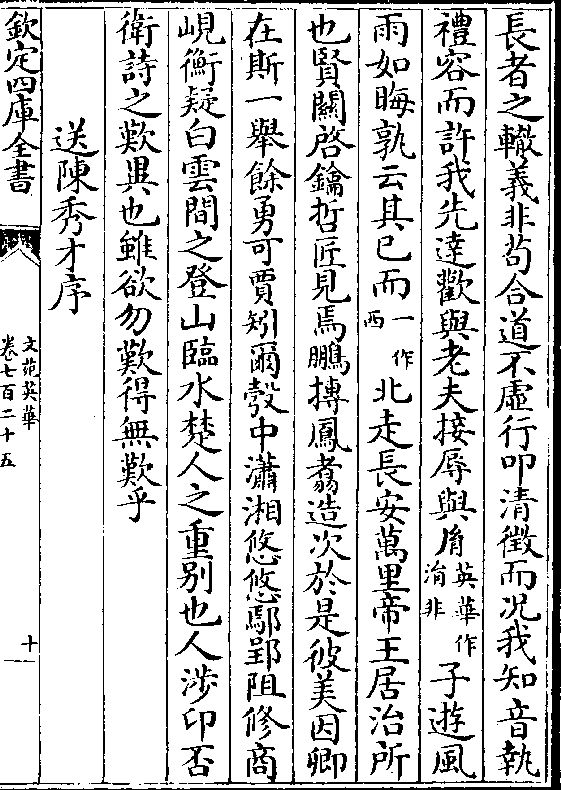 長者之轍義非苟合道不虛行叩清徴而况我知音執
禮容而許我先達歡與老夫接辱與胤英華作渞非子遊風
雨如晦孰云其已而一作西北走長安萬里帝王居治所
也賢關啓鑰哲匠見焉鵬摶鳳翥造次於是彼美因卿
在斯一舉餘勇可賈矧爾彀中瀟湘悠悠鄢郢阻修商
峴衡疑白雲間之登山臨水楚人之重别也人涉卬否
衛詩之歎異也雖欲勿歎得無歎乎
送陳秀才序
欽定四庫全書
文苑英華
卷七百二十五
十